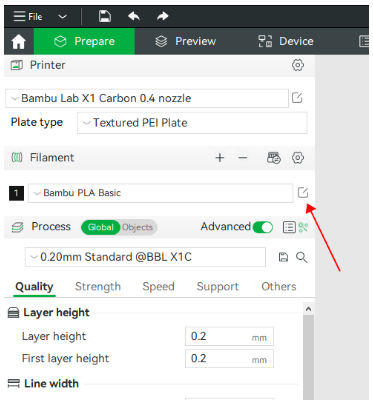 File
Prepare Preview Device
Printer
Bambu Lab X1 Carbon 0.4 nozzle
Plate type Textured PEI Plate
Filament
1 Bambu PLA Basic
Process Global Objects Advanced
0.20mm Standard @BBL X1C
Quality Strength Speed Support Others
Layer height
Layer height 0.2 mm
First layer height 0.2 mm
Line width